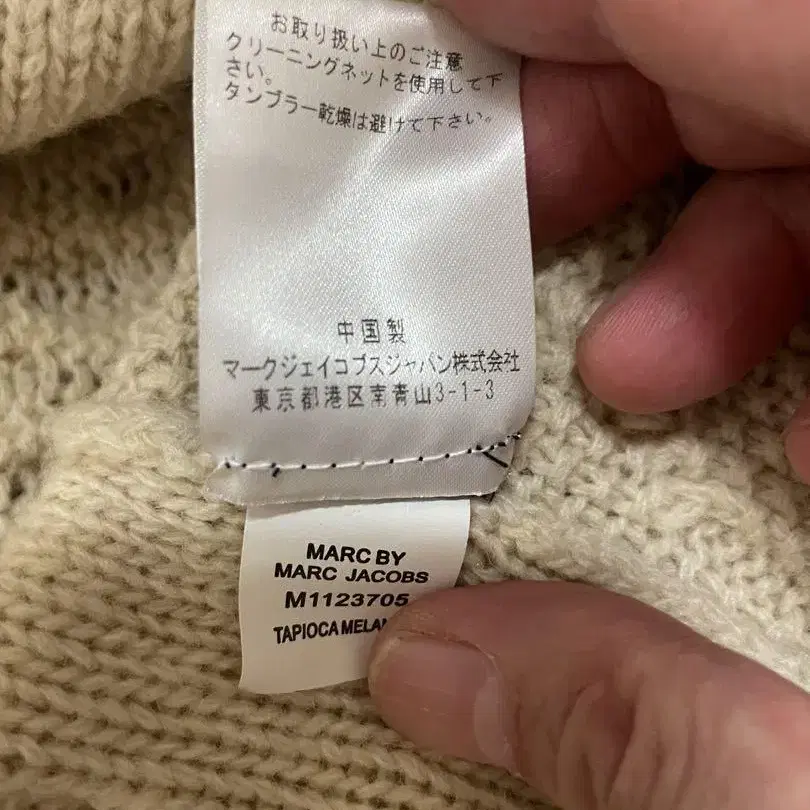 お取り扱い上のご注意
クリーニングネットを使用して下
さい。
タンブラー乾燥は避けて下さい。
中国製
マークジェイコブスジャパン株式会社
東京都港区南青山3-1-3
MARC BY
MARC JACOBS
M1123705
TAPIOCA